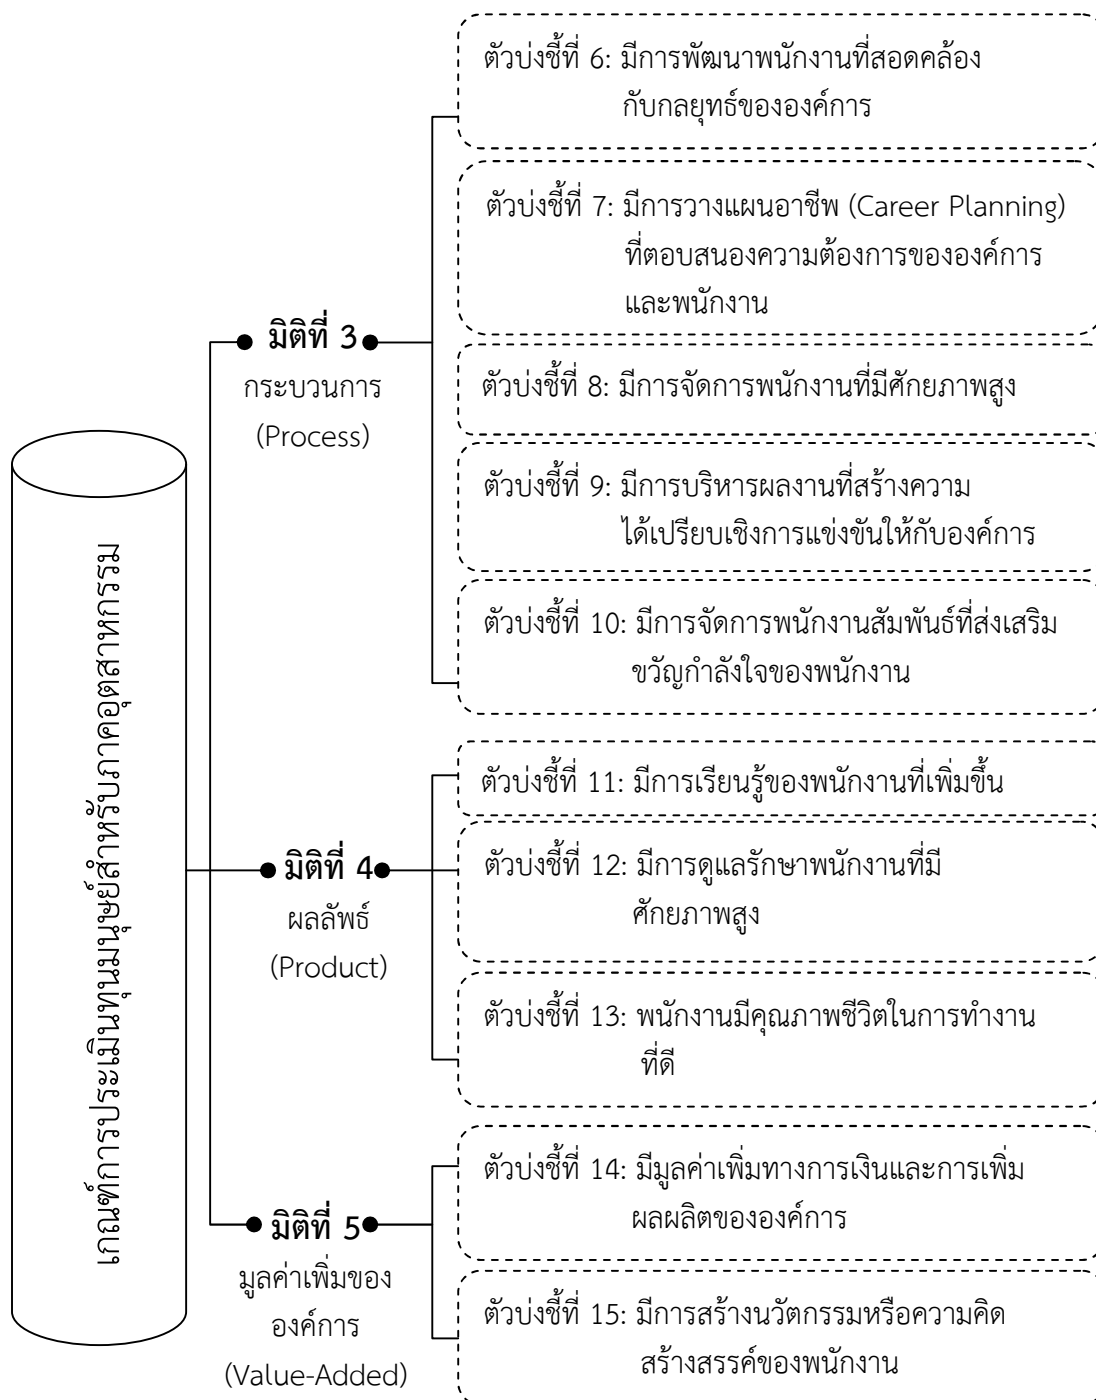 เกณฑ์การประเมินทุนมนุษย์สำหรับภาคอุตสาหกรรม
มิติที่ 3
กระบวนการ
(Process)
ตัวบ่งชี้ที่ 6: มีการพัฒนาพนักงานที่สอดคล้อง
กับกลยุทธ์ขององค์การ
ตัวบ่งชี้ที่ 7: มีการวางแผนอาชีพ (Career Planning)
ที่ตอบสนองความต้องการขององค์การ
และพนักงาน
ตัวบ่งชี้ที่ 8: มีการจัดการพนักงานที่มีศักยภาพสูง
ตัวบ่งชี้ที่ 9: มีการบริหารผลงานที่สร้างความ
ได้เปรียบเชิงการแข่งขันให้กับองค์การ
ตัวบ่งชี้ที่ 10: มีการจัดการพนักงานสัมพันธ์ที่ส่งเสริม
ขวัญกำลังใจของพนักงาน
มิติที่ 4
ผลลัพธ์
(Product)
ตัวบ่งชี้ที่ 11: มีการเรียนรู้ของพนักงานที่เพิ่มขึ้น
ตัวบ่งชี้ที่ 12: มีการดูแลรักษาพนักงานที่มี
ศักยภาพสูง
ตัวบ่งชี้ที่ 13: พนักงานมีคุณภาพชีวิตในการทำงาน
ที่ดี
มิติที่ 5
มูลค่าเพิ่มของ
องค์การ
(Value-Added)
ตัวบ่งชี้ที่ 14: มีมูลค่าเพิ่มทางการเงินและการเพิ่ม
ผลผลิตขององค์การ
ตัวบ่งชี้ที่ 15: มีการสร้างนวัตกรรมหรือความคิด
สร้างสรรค์ของพนักงาน